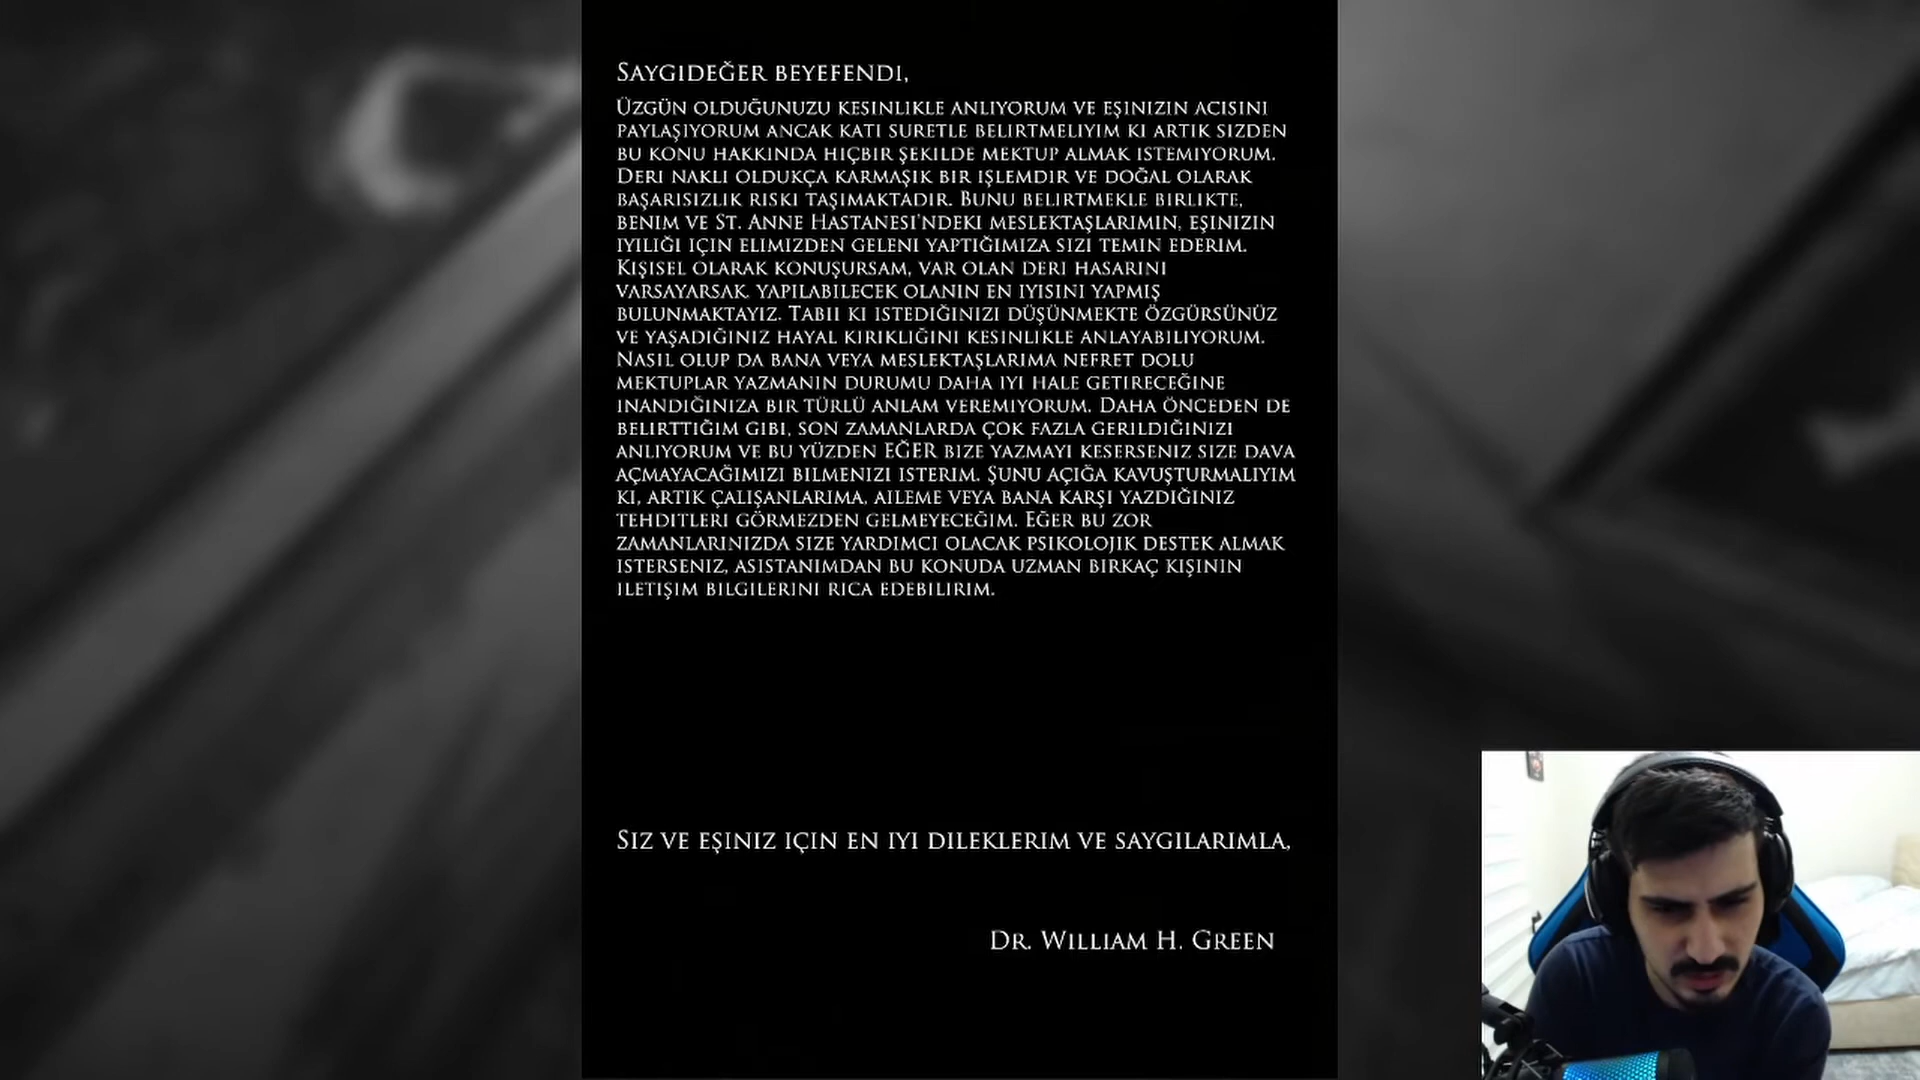 Saygıdeğer beyefendi,
Üzgün olduğunuzu kesinlikle anlıyorum ve eşinizin acısını
paylaşıyorum ancak katı suretle belirtmeliyim ki artık sizden
bu konu hakkında hiçbir şekilde mektup almak istemiyorum.
Deri nakli oldukça karmaşık bir işlemdir ve doğal olarak
başarısızlık riski taşımaktadır. Bunu belirtmekle birlikte,
benim ve St. Anne Hastanesi'ndeki meslektaşlarımın, eşinizin
iyiliği için elimizden geleni yaptığımıza sizi temin ederim.
Kişisel olarak konuşursam, var olan deri hasarını
varsayarsak yapılabilecek olanın en iyisini yapmış
bulunmaktayız. Tabii ki istediğinizi düşünmekte özgürsünüz
ve yaşadığınız hayal kırıklığını kesinlikle anlayabiliyorum.
Nasıl olup da bana veya meslektaşlarıma nefret dolu
mektuplar yazmanın durumu daha iyi hale getireceğine
inandığınıza bir türlü anlam veremiyorum. Daha önceden de
belirttiğim gibi, son zamanlarda çok fazla gerildiğinizi
anlıyorum ve bu yüzden EĞER bize yazmayı keserseniz size dava
açmayacağımızı bilmenizi isterim. Şunu açığa kavuşturmalıyım
ki, artık çalışanlarıma, aileme veya bana karşı yazdığınız
tehditleri görmezden gelmeyeceğim. Eğer bu zor
zamanlarınızda size yardımcı olacak psikolojik destek almak
isterseniz, asistanımdan bu konuda uzman birkaç kişinin
iletişim bilgilerini rica edebilirim.
Siz ve eşiniz için en iyi dileklerim ve saygılarımla,
Dr. William H. Green